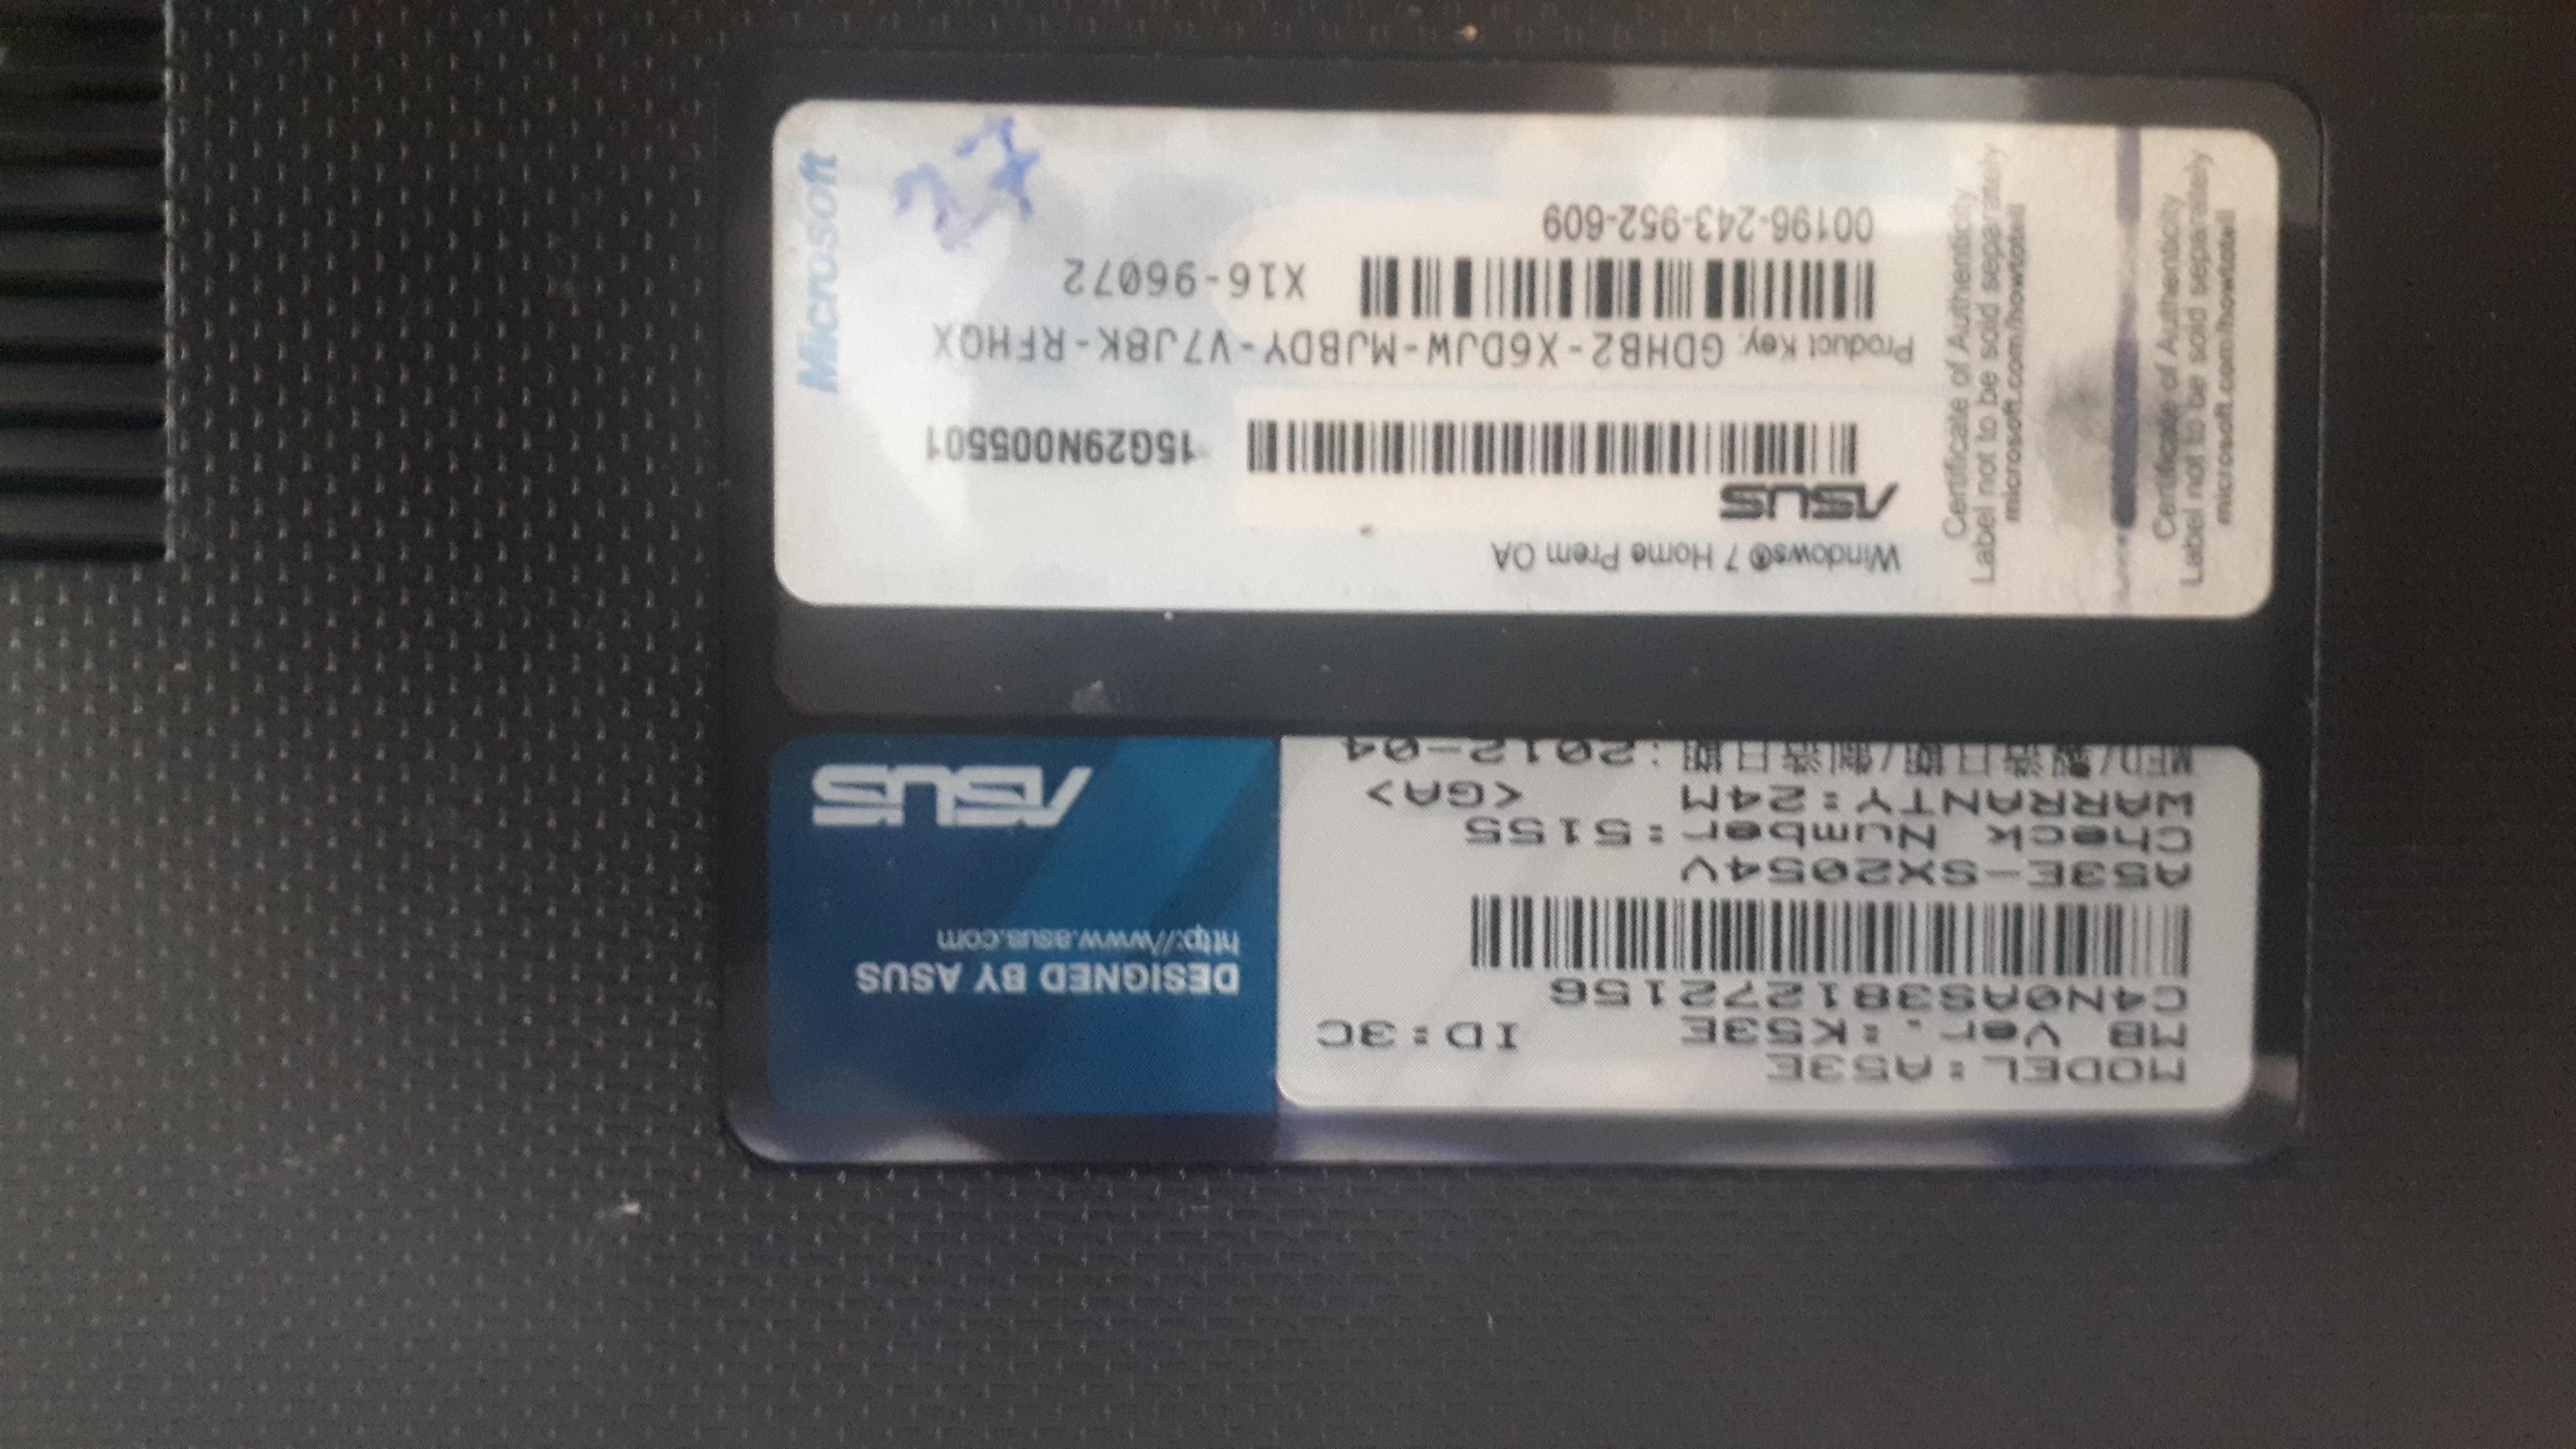 MODEL:A53E
MB Ver.:K53E ID:3C
C4N0AS381272156
A53E-SX2054V
Check Number:5155
WARRANTY:24M <GA>
MFD/製造日期/制造日期:2012-04
DESIGNED BY ASUS
http://www.asus.com
ASUS
Windows® 7 Home Prem OA
ASUS
15G29N005501
Product Key: GDHB2-X6DJW-MJBDY-V7J8K-RFHQX
X16-96072
00196-243-952-609
Microsoft
27
Certificate of Authenticity
Label not to be sold separately
microsoft.com/howtotell
Certificate of Authenticity
Label not to be sold separately
microsoft.com/howtotell